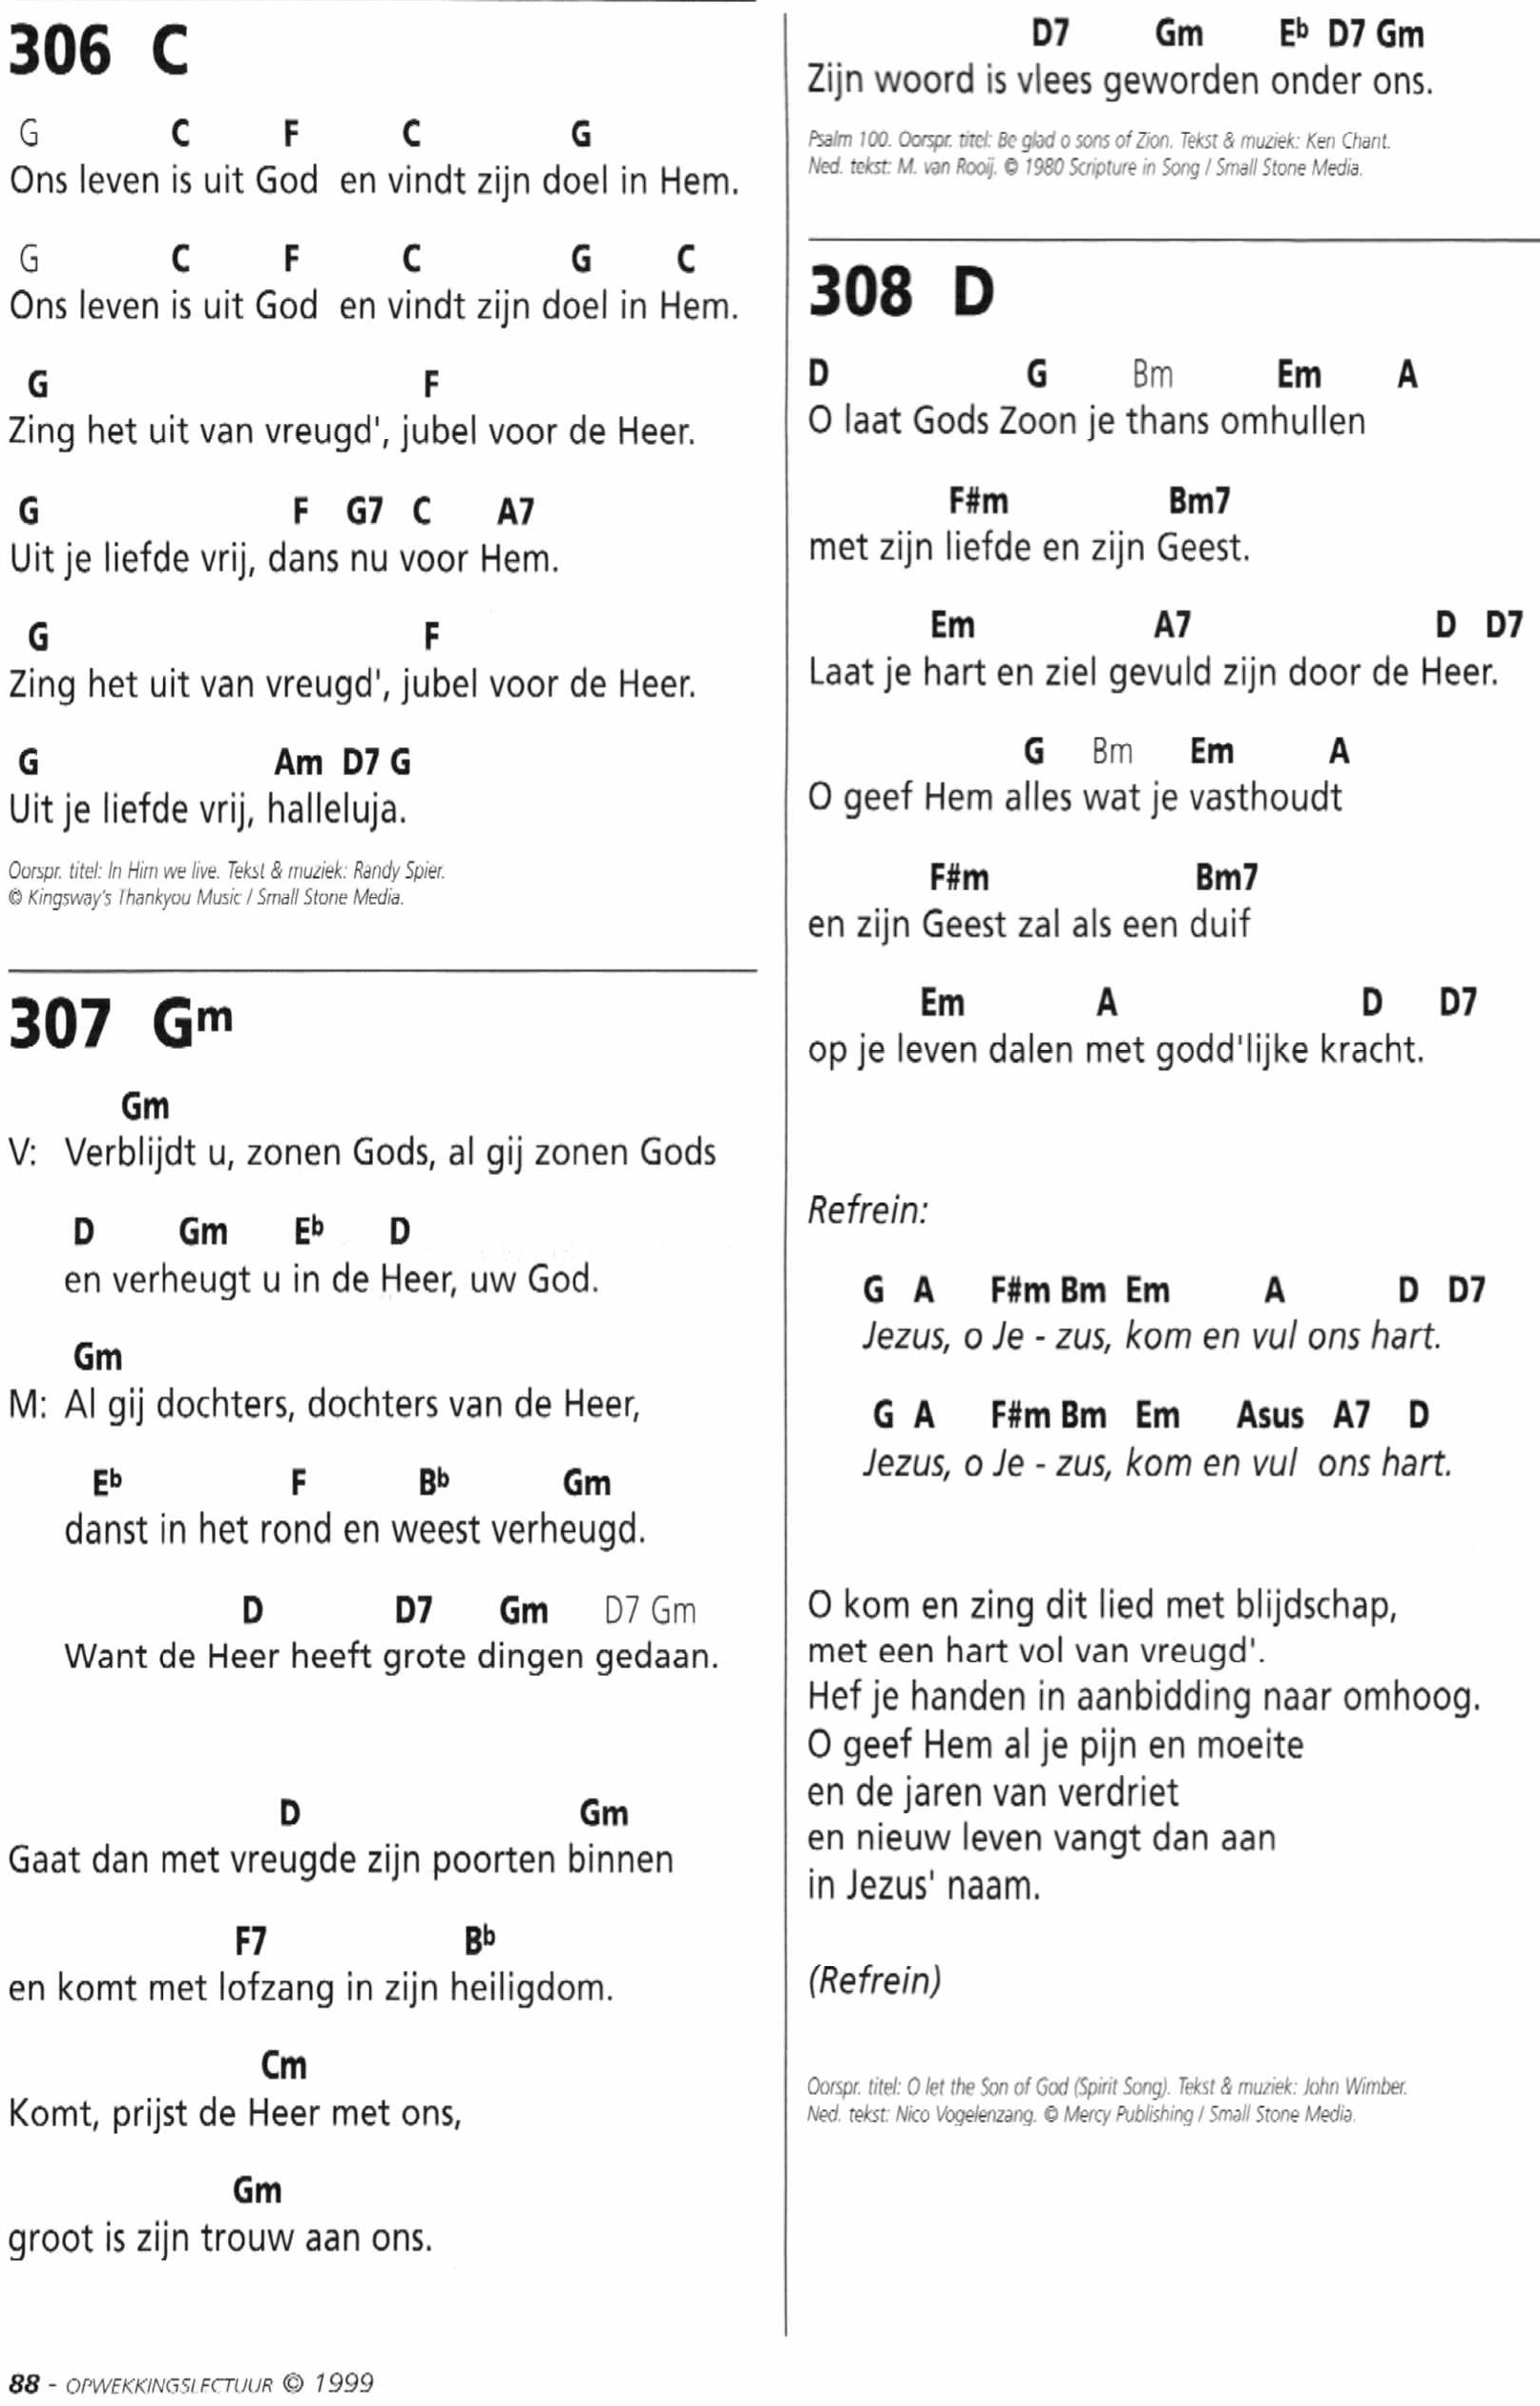 306 C
G C F C G
Ons leven is uit God en vindt zijn doel in Hem.
G C F C G C
Ons leven is uit God en vindt zijn doel in Hem.
G F
Zing het uit van vreugd', jubel voor de Heer.
G F G7 C A7
Uit je liefde vrij, dans nu voor Hem.
G F
Zing het uit van vreugd', jubel voor de Heer.
G Am D7 G
Uit je liefde vrij, halleluja.
Oorspr. titel: In Him we live. Tekst & muziek: Randy Spier.
© Kingsway's Thankyou Music / Small Stone Media.
307 Gm
Gm
V: Verblijdt u, zonen Gods, al gij zonen Gods
D Gm Eb D
en verheugt u in de Heer, uw God.
Gm
M: Al gij dochters, dochters van de Heer,
Eb F Bb Gm
danst in het rond en weest verheugd.
D D7 Gm D7 Gm
Want de Heer heeft grote dingen gedaan.
D Gm
Gaat dan met vreugde zijn poorten binnen
F7 Bb
en komt met lofzang in zijn heiligdom.
Cm
Komt, prijst de Heer met ons,
Gm
groot is zijn trouw aan ons.
D7 Gm Eb D7 Gm
Zijn woord is vlees geworden onder ons.
Psalm 100. Oorspr. titel: Be glad o sons of Zion. Tekst & muziek: Ken Chant.
Ned. tekst: M. van Rooij. © 1980 Scripture in Song / Small Stone Media.
308 D
D G Bm Em A
O laat Gods Zoon je thans omhullen
F#m Bm7
met zijn liefde en zijn Geest.
Em A7 D D7
Laat je hart en ziel gevuld zijn door de Heer.
G Bm Em A
O geef Hem alles wat je vasthoudt
F#m Bm7
en zijn Geest zal als een duif
Em A D D7
op je leven dalen met godd'lijke kracht.
Refrein:
G A F#m Bm Em A D D7
Jezus, o Je - zus, kom en vul ons hart.
G A F#m Bm Em Asus A7 D
Jezus, o Je - zus, kom en vul ons hart.
O kom en zing dit lied met blijdschap,
met een hart vol van vreugd'.
Hef je handen in aanbidding naar omhoog.
O geef Hem al je pijn en moeite
en de jaren van verdriet
en nieuw leven vangt dan aan
in Jezus' naam.
(Refrein)
Oorspr. titel: O let the Son of God (Spirit Song). Tekst & muziek: John Wimber.
Ned. tekst: Nico Vogelenzang. © Mercy Publishing / Small Stone Media.
88 - OPWEKKINGSLECTUUR © 1999